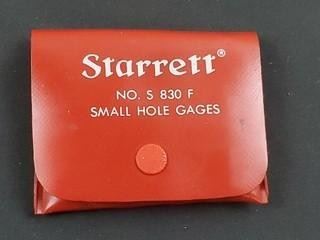 Starrett®
NO. S 830 F
SMALL HOLE GAGES